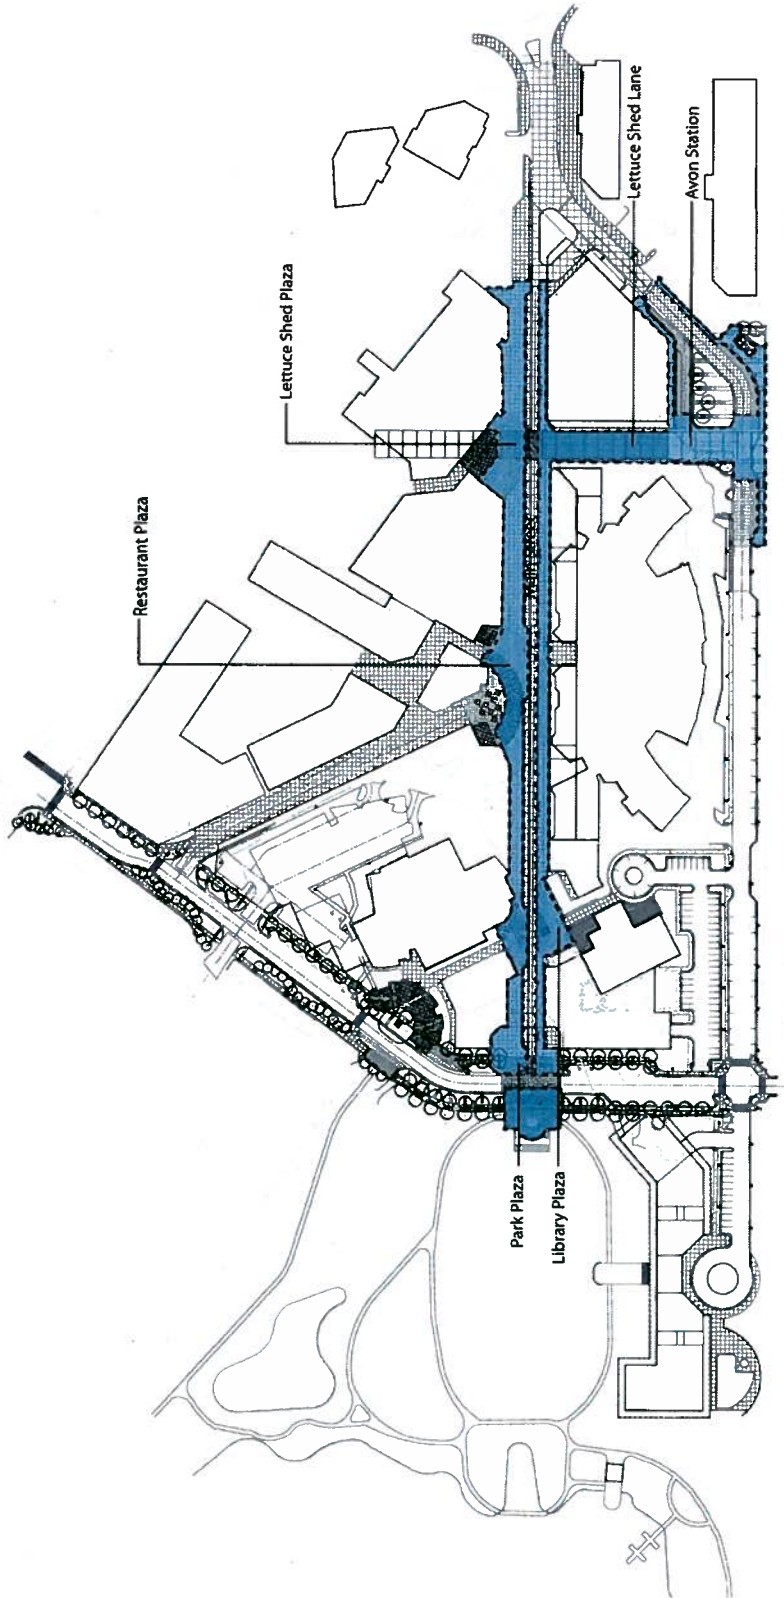 Restaurant Plaza
Lettuce Shed Plaza
Lettuce Shed Lane
Avon Station
Park Plaza
Library Plaza